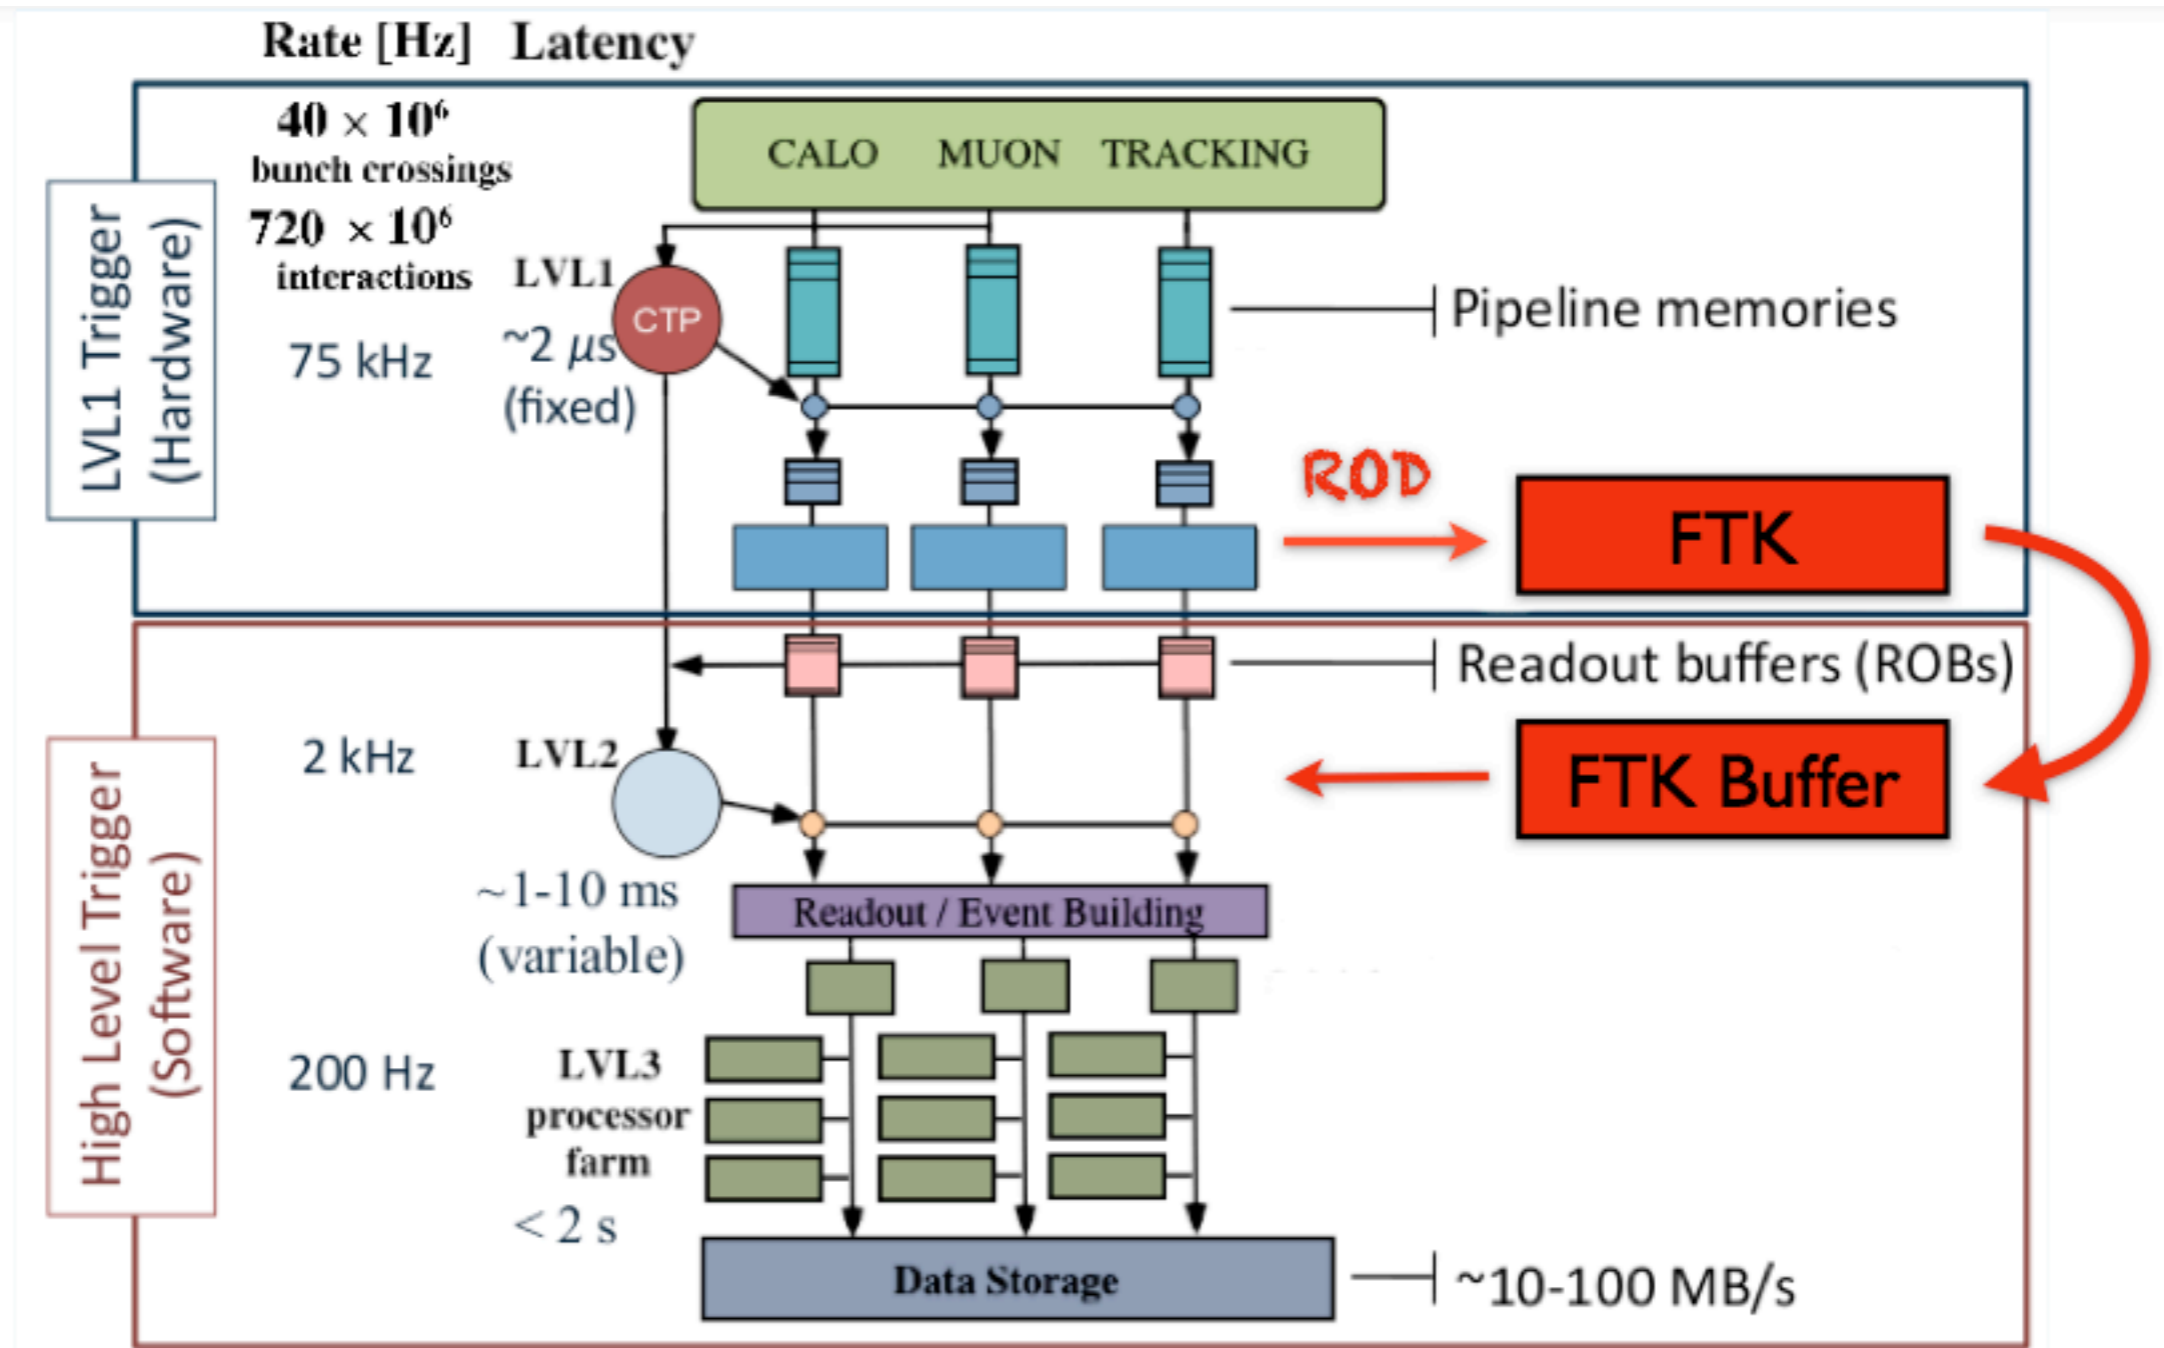 Rate [Hz] Latency
40 × 10⁶
bunch crossings
720 × 10⁶
interactions
LVL1 Trigger
(Hardware)
75 kHz
LVL1
~2 μs
(fixed)
CTP
CALO MUON TRACKING
Pipeline memories
ROD
FTK
Readout buffers (ROBs)
FTK Buffer
High Level Trigger
(Software)
2 kHz
LVL2
~1-10 ms
(variable)
Readout / Event Building
200 Hz
LVL3
processor
farm
< 2 s
Data Storage
~10-100 MB/s